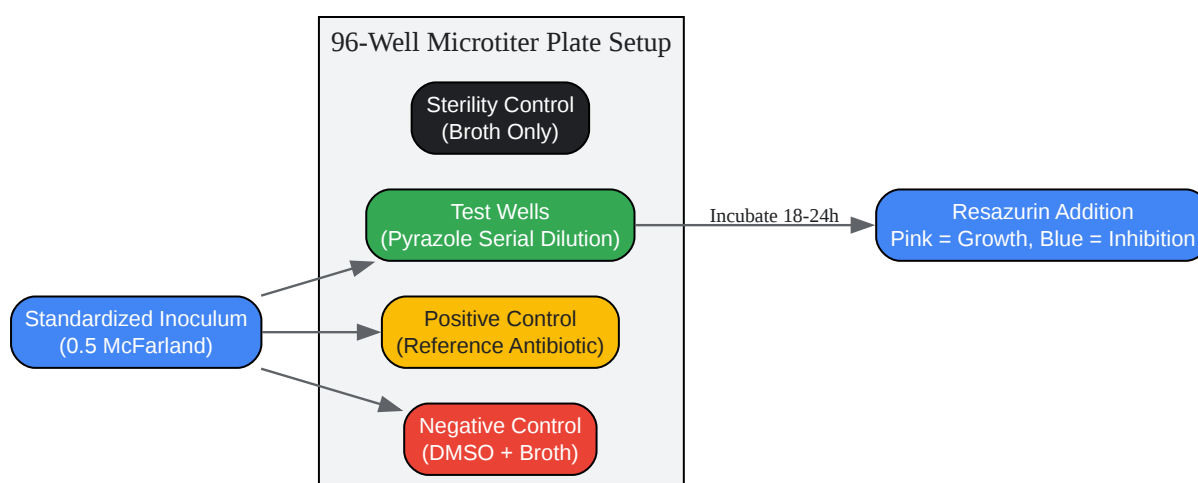 96-Well Microtiter Plate Setup
Sterility Control
(Broth Only)
Test Wells
(Pyrazole Serial Dilution)
Incubate 18-24h
Resazurin Addition
Pink = Growth, Blue = Inhibition
Standardized Inoculum
(0.5 McFarland)
Positive Control
(Reference Antibiotic)
Negative Control
(DMSO + Broth)